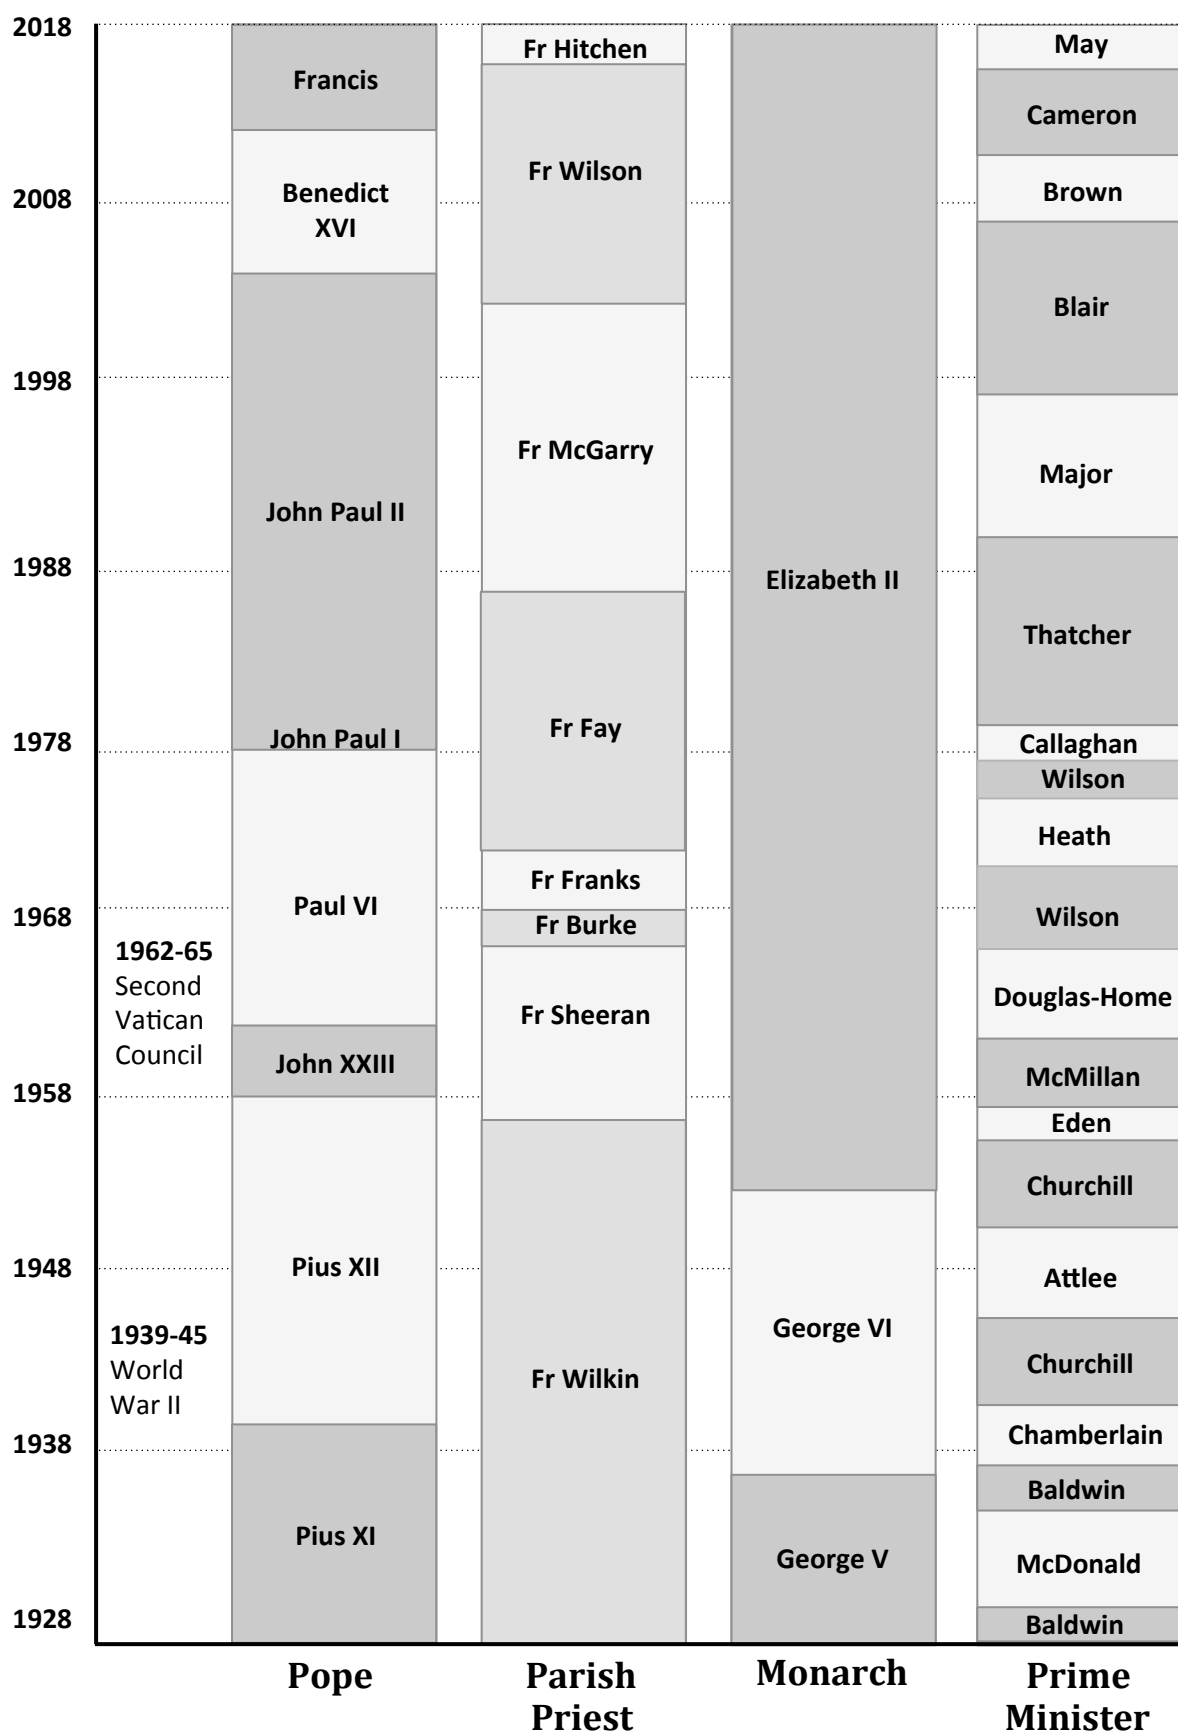 2018
2008
1998
1988
1978
1968
1958
1948
1938
1928
1962-65
Second
Vatican
Council
1939-45
World
War II
Francis
Benedict
XVI
John Paul II
John Paul I
Paul VI
John XXIII
Pius XII
Pius XI
Pope
Fr Hitchen
Fr Wilson
Fr McGarry
Fr Fay
Fr Franks
Fr Burke
Fr Sheeran
Fr Wilkin
Parish
Priest
Elizabeth II
George VI
George V
Monarch
May
Cameron
Brown
Blair
Major
Thatcher
Callaghan
Wilson
Heath
Wilson
Douglas-Home
McMillan
Eden
Churchill
Attlee
Churchill
Chamberlain
Baldwin
McDonald
Baldwin
Prime
Minister